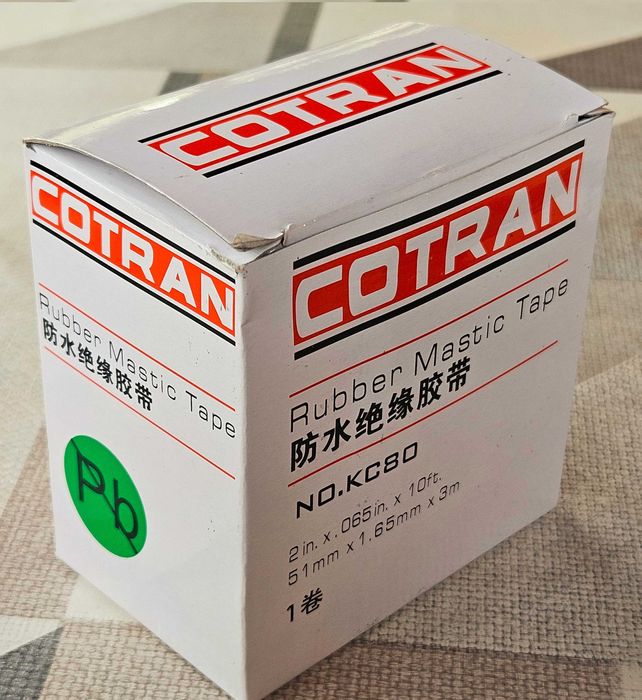 COTRAN
COTRAN
Rubber Mastic Tape
防水绝缘胶带
Pb
COTRAN
Rubber Mastic Tape
防水绝缘胶带
NO.KC80
2in. x .065in. x 10ft.
51mm x 1.65mm x 3m
1卷